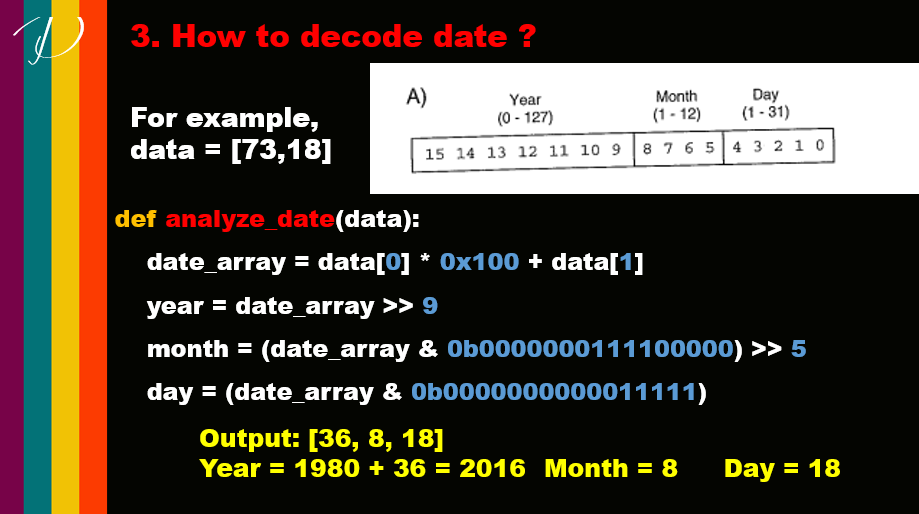 3. How to decode date ?
For example,
data = [73,18]
A)
Year
(0 - 127)
Month
(1 - 12)
Day
(1 - 31)
15 14 13 12 11 10 9 8 7 6 5 4 3 2 1 0
def analyze_date(data):
date_array = data[0] * 0x100 + data[1]
year = date_array >> 9
month = (date_array & 0b0000000111100000) >> 5
day = (date_array & 0b0000000000011111)
Output: [36, 8, 18]
Year = 1980 + 36 = 2016 Month = 8 Day = 18